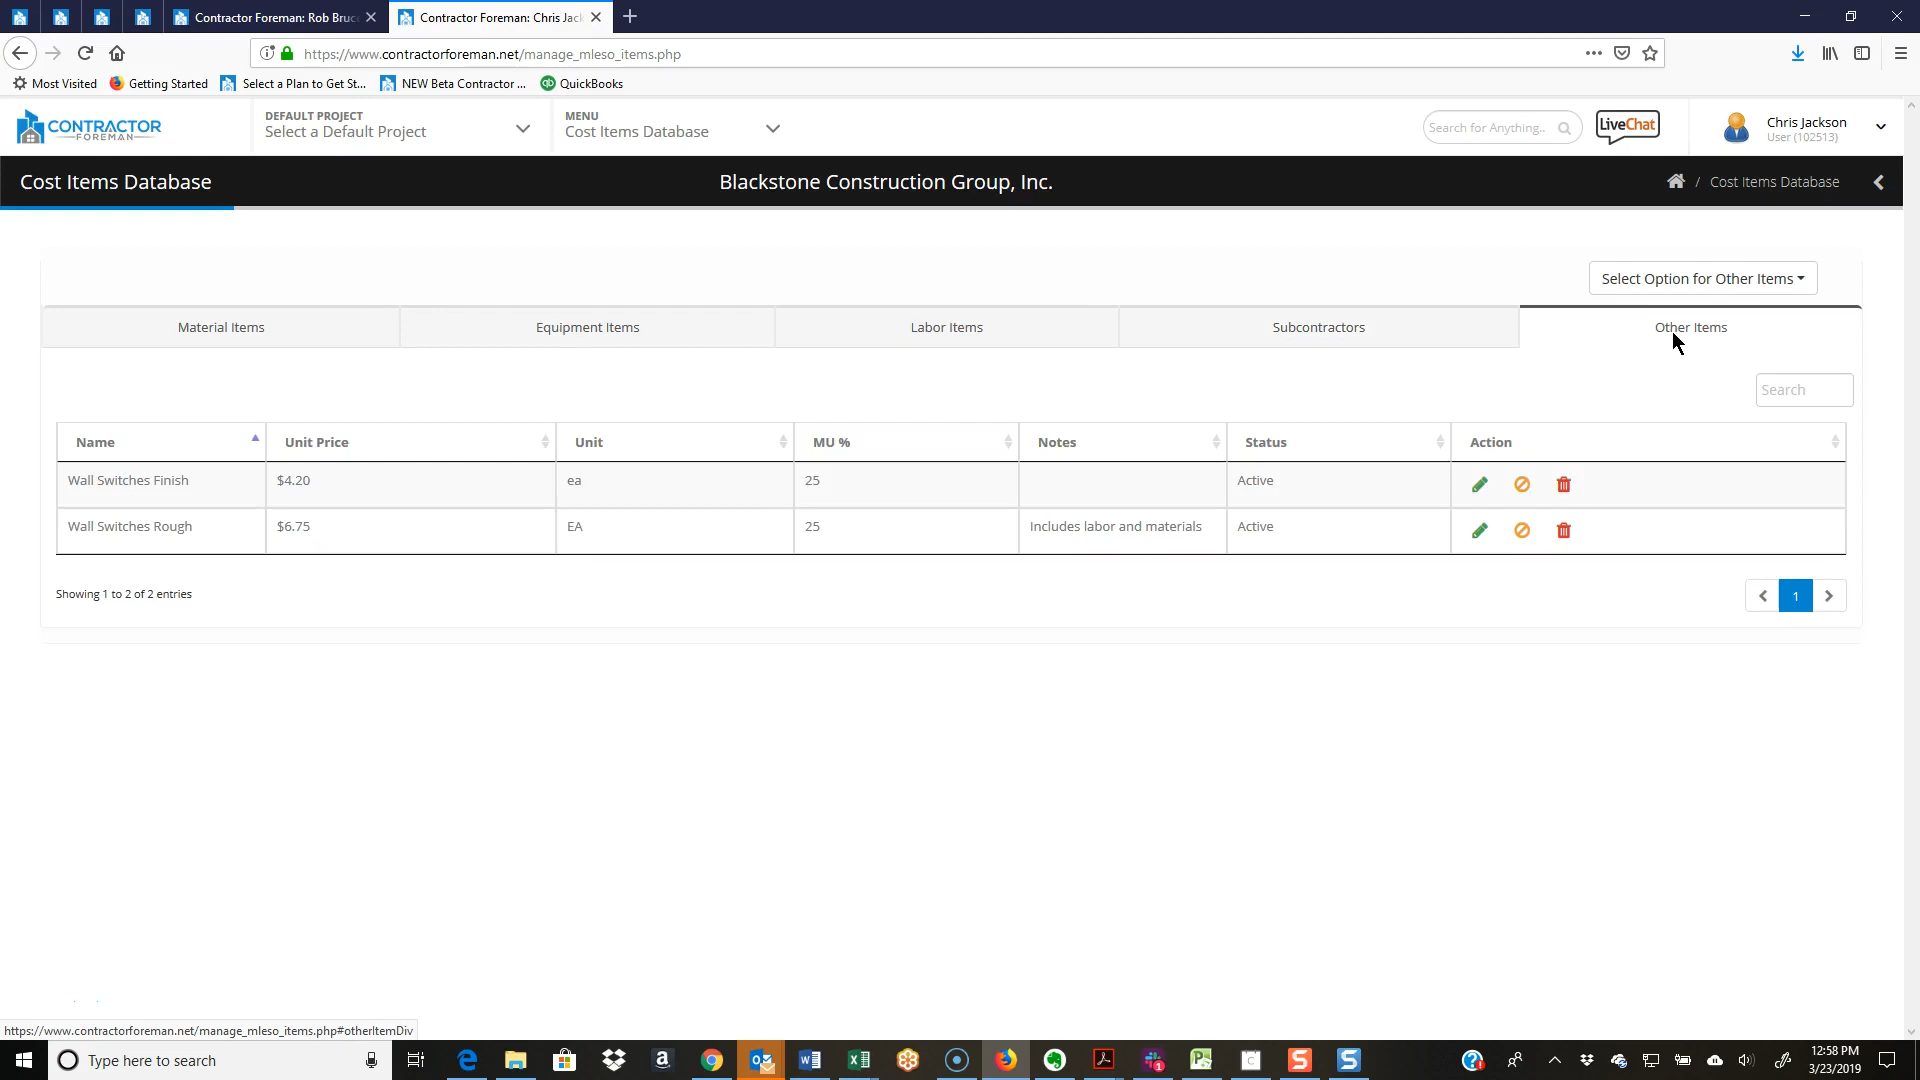 Contractor Foreman: Rob Bruc
Contractor Foreman: Chris Jack
https://www.contractorforeman.net/manage_mleso_items.php
Most Visited
Getting Started
Select a Plan to Get St...
NEW Beta Contractor ...
QuickBooks
CONTRACTOR
FOREMAN
DEFAULT PROJECT
Select a Default Project
MENU
Cost Items Database
Search for Anything..
LiveChat
Chris Jackson
User (102513)
Cost Items Database
Blackstone Construction Group, Inc.
/ Cost Items Database
Select Option for Other Items
Material Items
Equipment Items
Labor Items
Subcontractors
Other Items
Search
Name
Unit Price
Unit
MU %
Notes
Status
Action
Wall Switches Finish
$4.20
ea
25
Active
Wall Switches Rough
$6.75
EA
25
Includes labor and materials
Active
Showing 1 to 2 of 2 entries
1
https://www.contractorforeman.net/manage_mleso_items.php#otherItemDiv
Type here to search
12:58 PM
3/23/2019